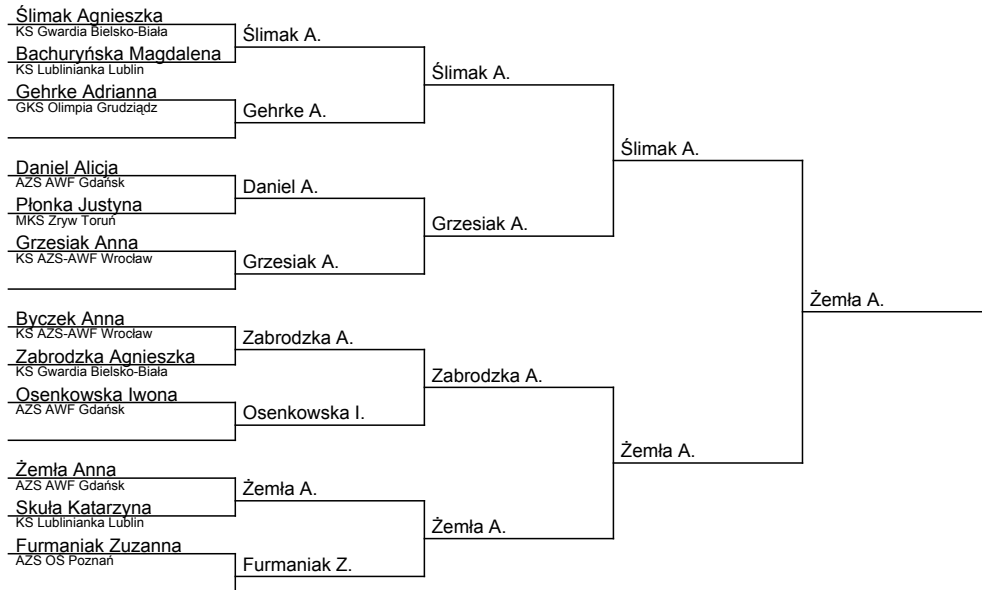 Ślimak Agnieszka
KS Gwardia Bielsko-Biała
Ślimak A.
Bachuryńska Magdalena
KS Lublinianka Lublin
Ślimak A.
Gehrke Adrianna
GKS Olimpia Grudziądz
Gehrke A.
Ślimak A.
Daniel Alicja
AZS AWF Gdańsk
Daniel A.
Płonka Justyna
MKS Zryw Toruń
Grzesiak A.
Grzesiak Anna
KS AZS-AWF Wrocław
Grzesiak A.
Żemła A.
Byczek Anna
KS AZS-AWF Wrocław
Zabrodzka A.
Zabrodzka Agnieszka
KS Gwardia Bielsko-Biała
Zabrodzka A.
Osenkowska Iwona
AZS AWF Gdańsk
Osenkowska I.
Żemła A.
Żemła Anna
AZS AWF Gdańsk
Żemła A.
Skuła Katarzyna
KS Lublinianka Lublin
Żemła A.
Furmaniak Zuzanna
AZS OŚ Poznań
Furmaniak Z.